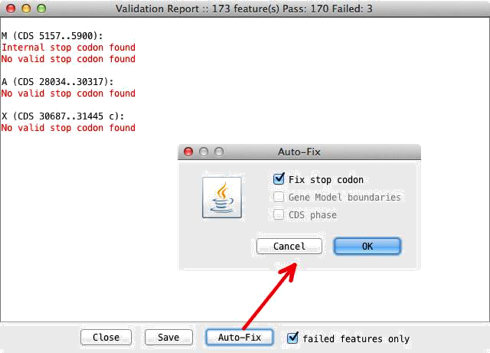 Validation Report :: 173 feature(s) Pass: 170 Failed: 3
M (CDS 5157..5900):
Internal stop codon found
No valid stop codon found
A (CDS 28034..30317):
No valid stop codon found
X (CDS 30687..31445 c):
No valid stop codon found
Auto-Fix
Fix stop codon
Gene Model boundaries
CDS phase
Cancel OK
Close Save Auto-Fix failed features only